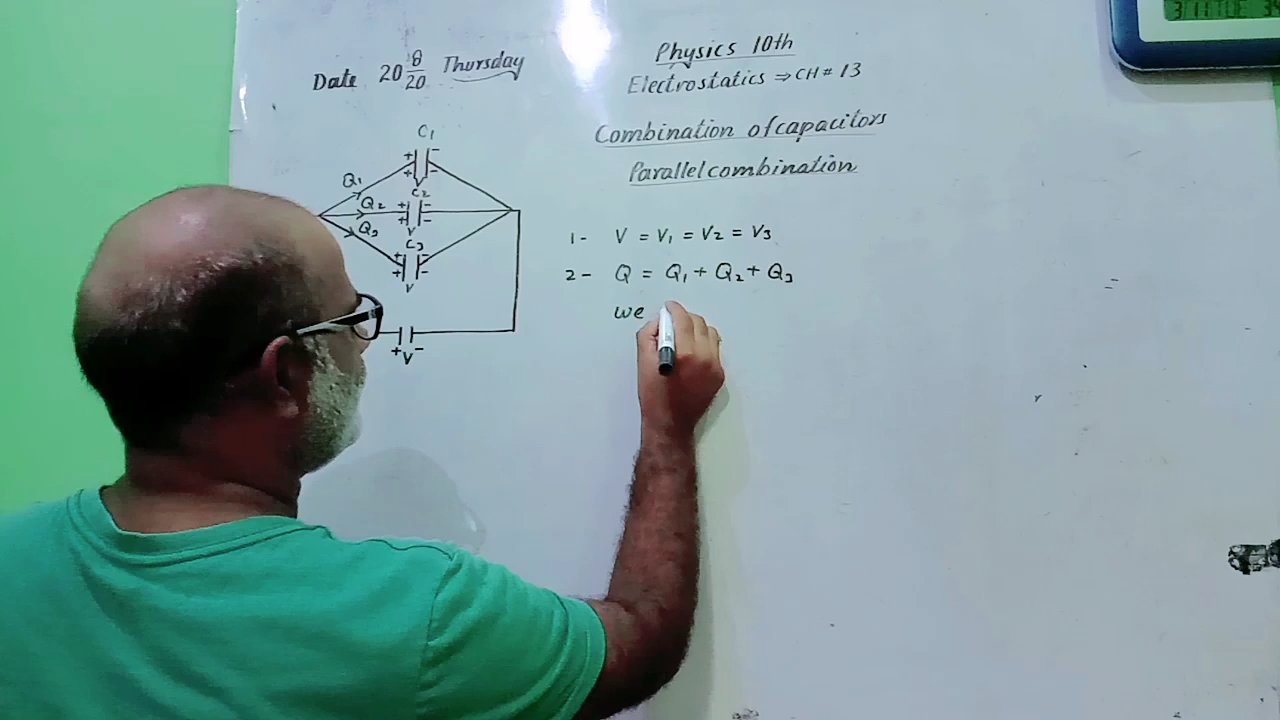 Date 20 8/20 Thursday
Physics 10th
Electrostatics ⇒ CH # 13
Combination of capacitors
Parallel combination
C₁
+ −
+ −
V
Q₁
C₂
Q₂
+ −
+ −
V
Q₃
C₃
+ −
+ −
V
+ V −
1- V = V₁ = V₂ = V₃
2- Q = Q₁ + Q₂ + Q₃
we